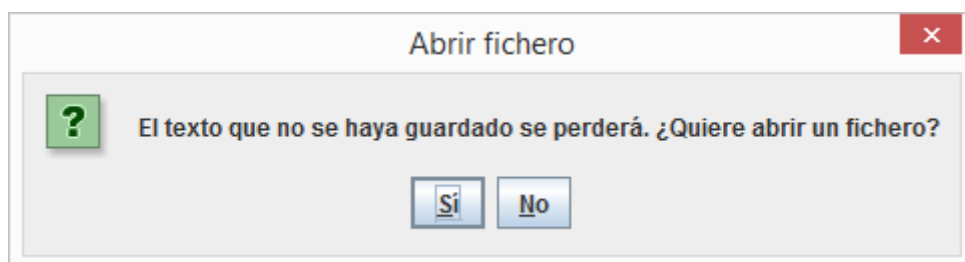 Abrir fichero
El texto que no se haya guardado se perderá. ¿Quiere abrir un fichero?
Sí No